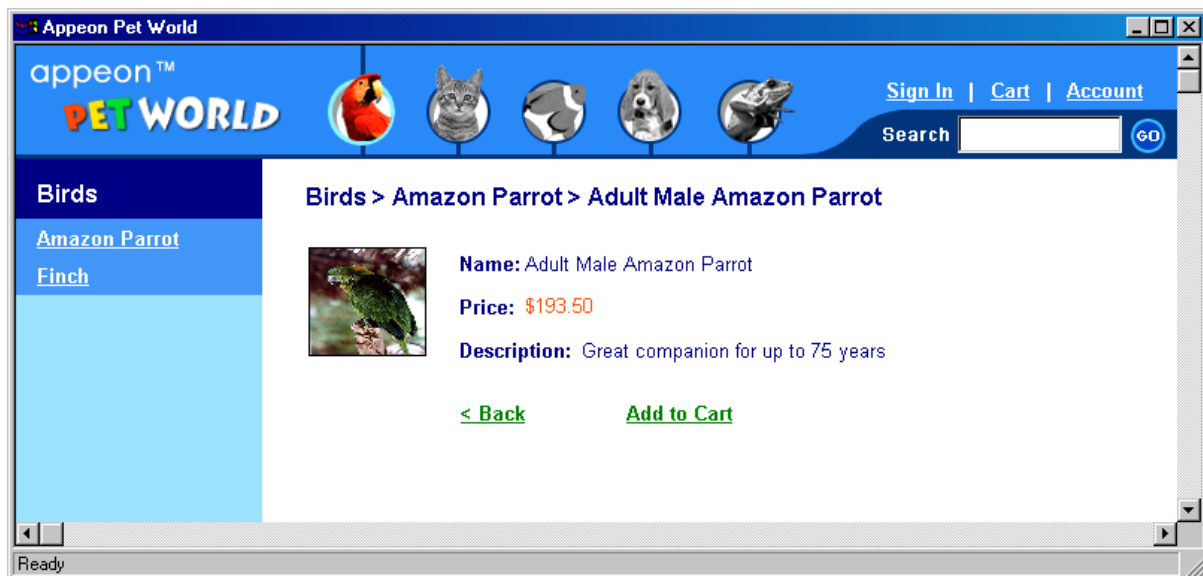 Appeon Pet World
appeon™
PET WORLD
Sign In | Cart | Account
Search GO
Birds
Amazon Parrot
Finch
Birds > Amazon Parrot > Adult Male Amazon Parrot
Name: Adult Male Amazon Parrot
Price: $193.50
Description: Great companion for up to 75 years
< Back Add to Cart
Ready